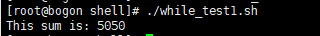 [root@bogon shell]# ./while_test1.sh
This sum is: 5050